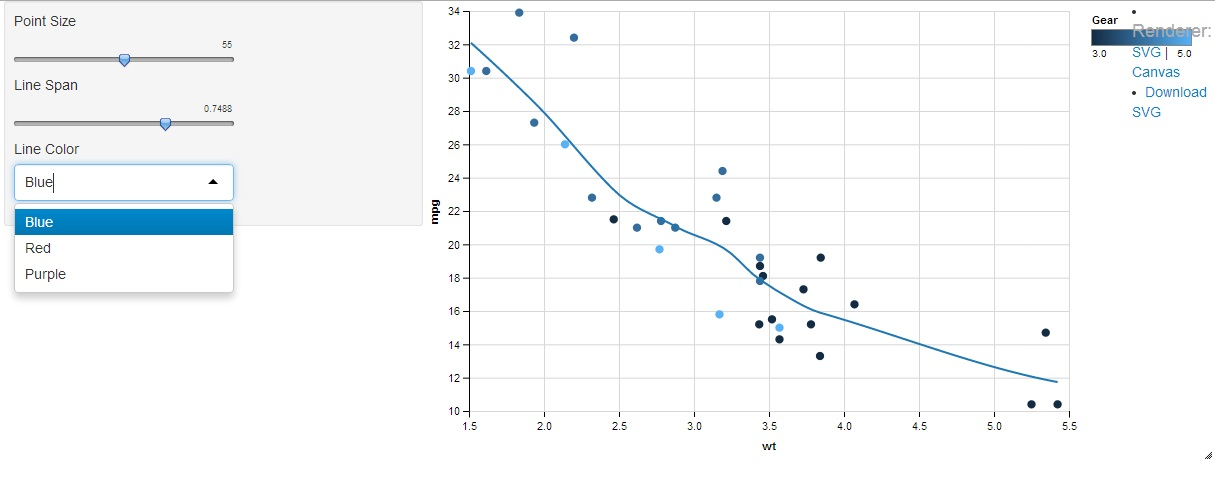 Point Size
55
Line Span
0.7488
Line Color
Blue
Blue
Red
Purple
34
32
30
28
26
24
22
20
18
16
14
12
10
mpg
1.5 2.0 2.5 3.0 3.5 4.0 4.5 5.0 5.5
wt
Gear
3.0 5.0
Renderer:
SVG |
Canvas
• Download
SVG